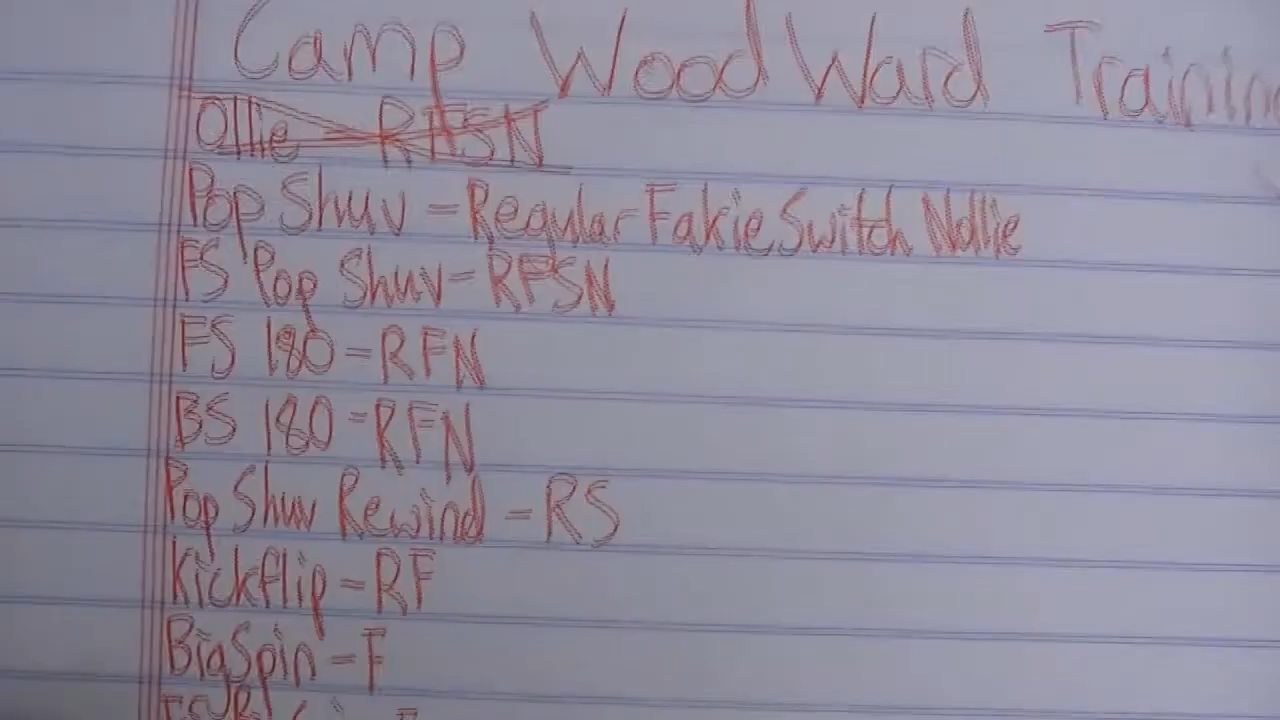 Camp Wood Ward Trainin
Ollie = RFSN
Pop Shuv = Regular Fakie Switch Nollie
FS Pop Shuv = RFSN
FS 180 = RFN
BS 180 = RFN
Pop Shuv Rewind = RS
Kickflip = RF
BigSpin = F